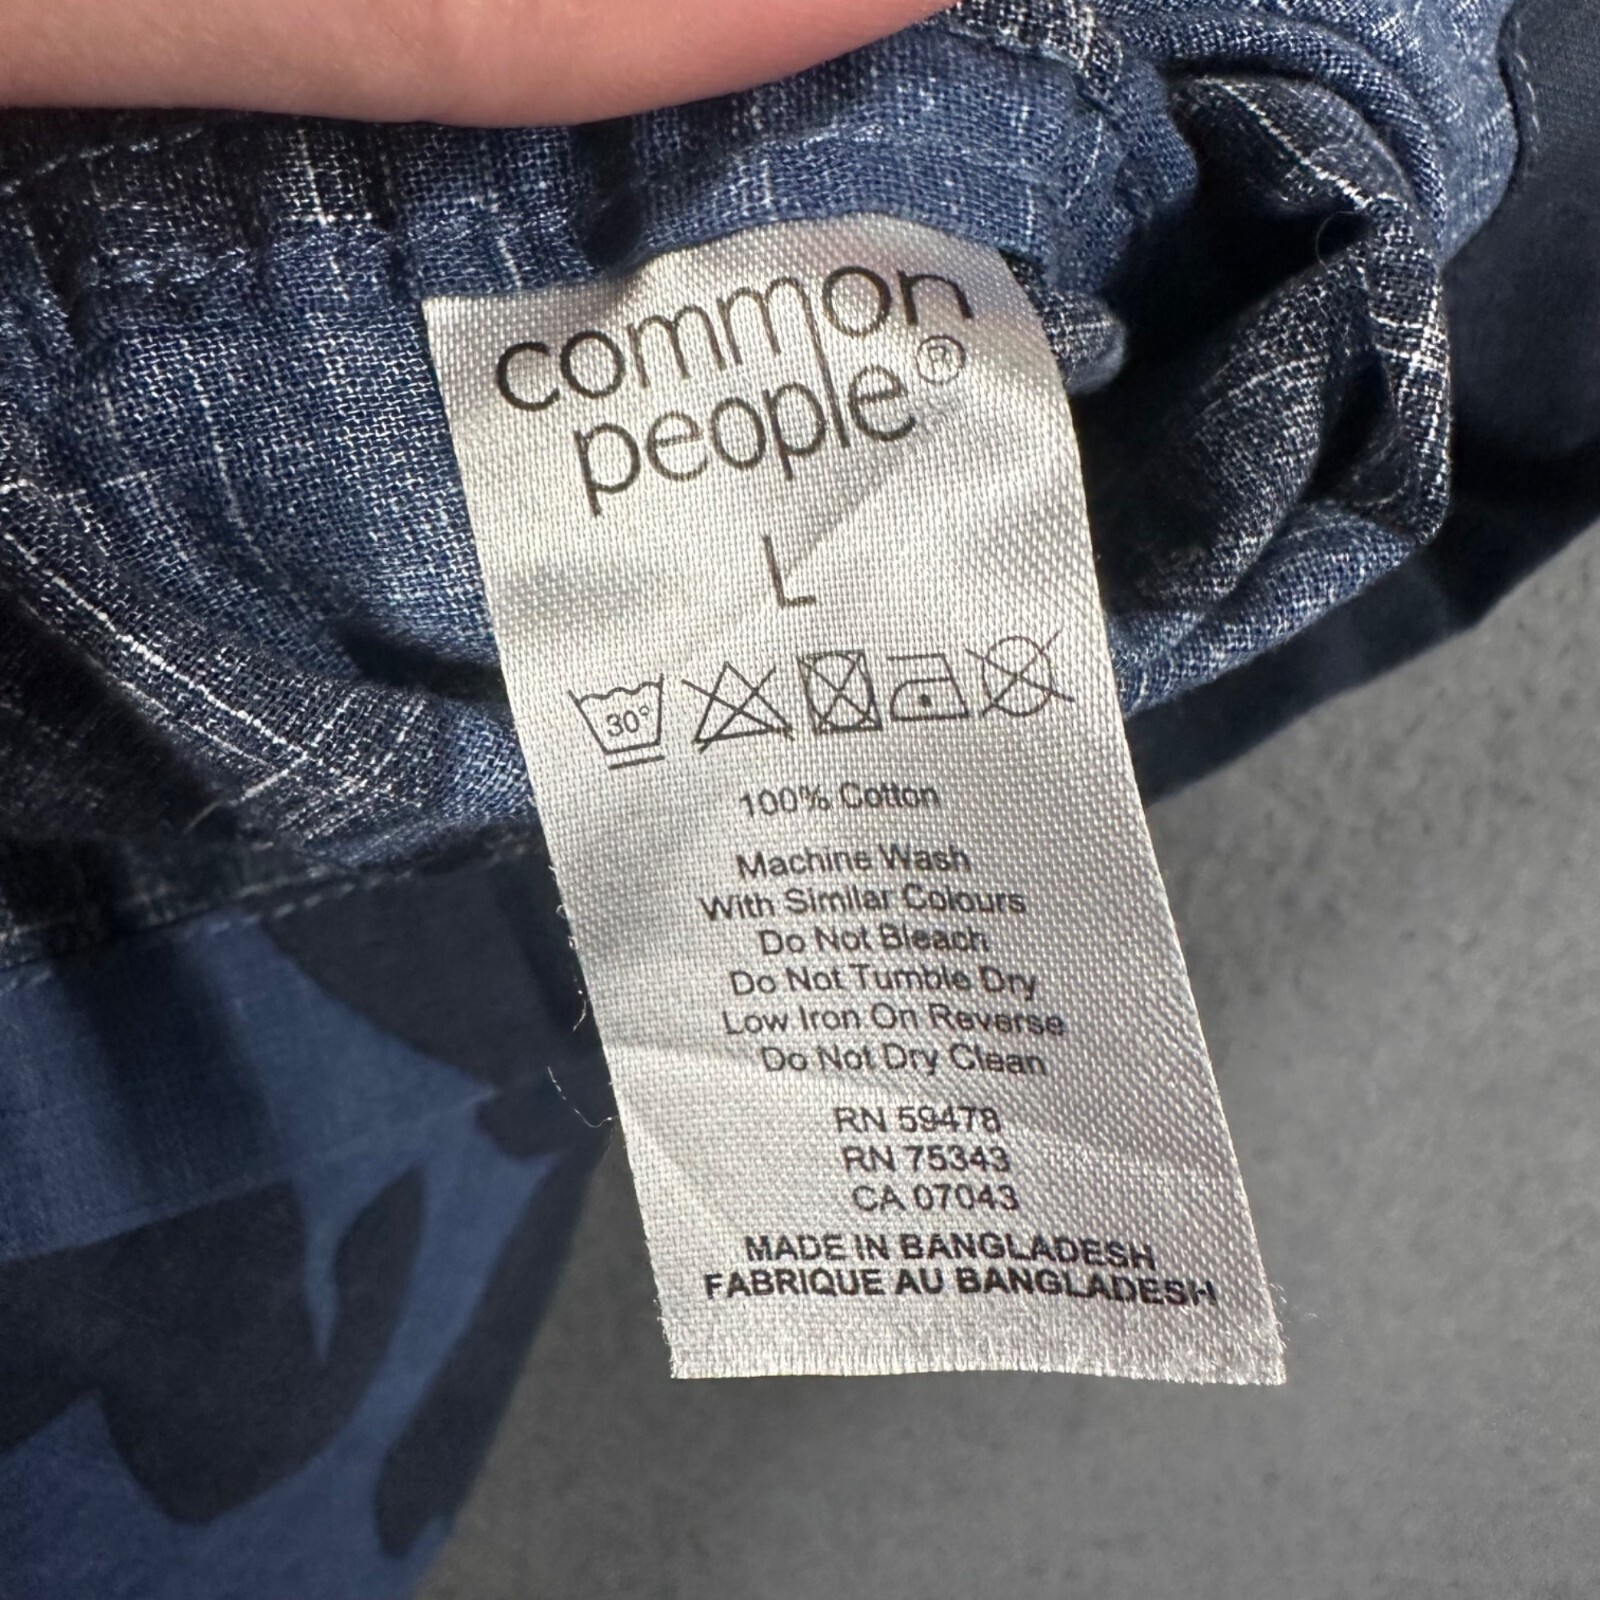 common
people®
L
30°
100% Cotton
Machine Wash
With Similar Colours
Do Not Bleach
Do Not Tumble Dry
Low Iron On Reverse
Do Not Dry Clean
RN 59478
RN 75343
CA 07043
MADE IN BANGLADESH
FABRIQUE AU BANGLADESH